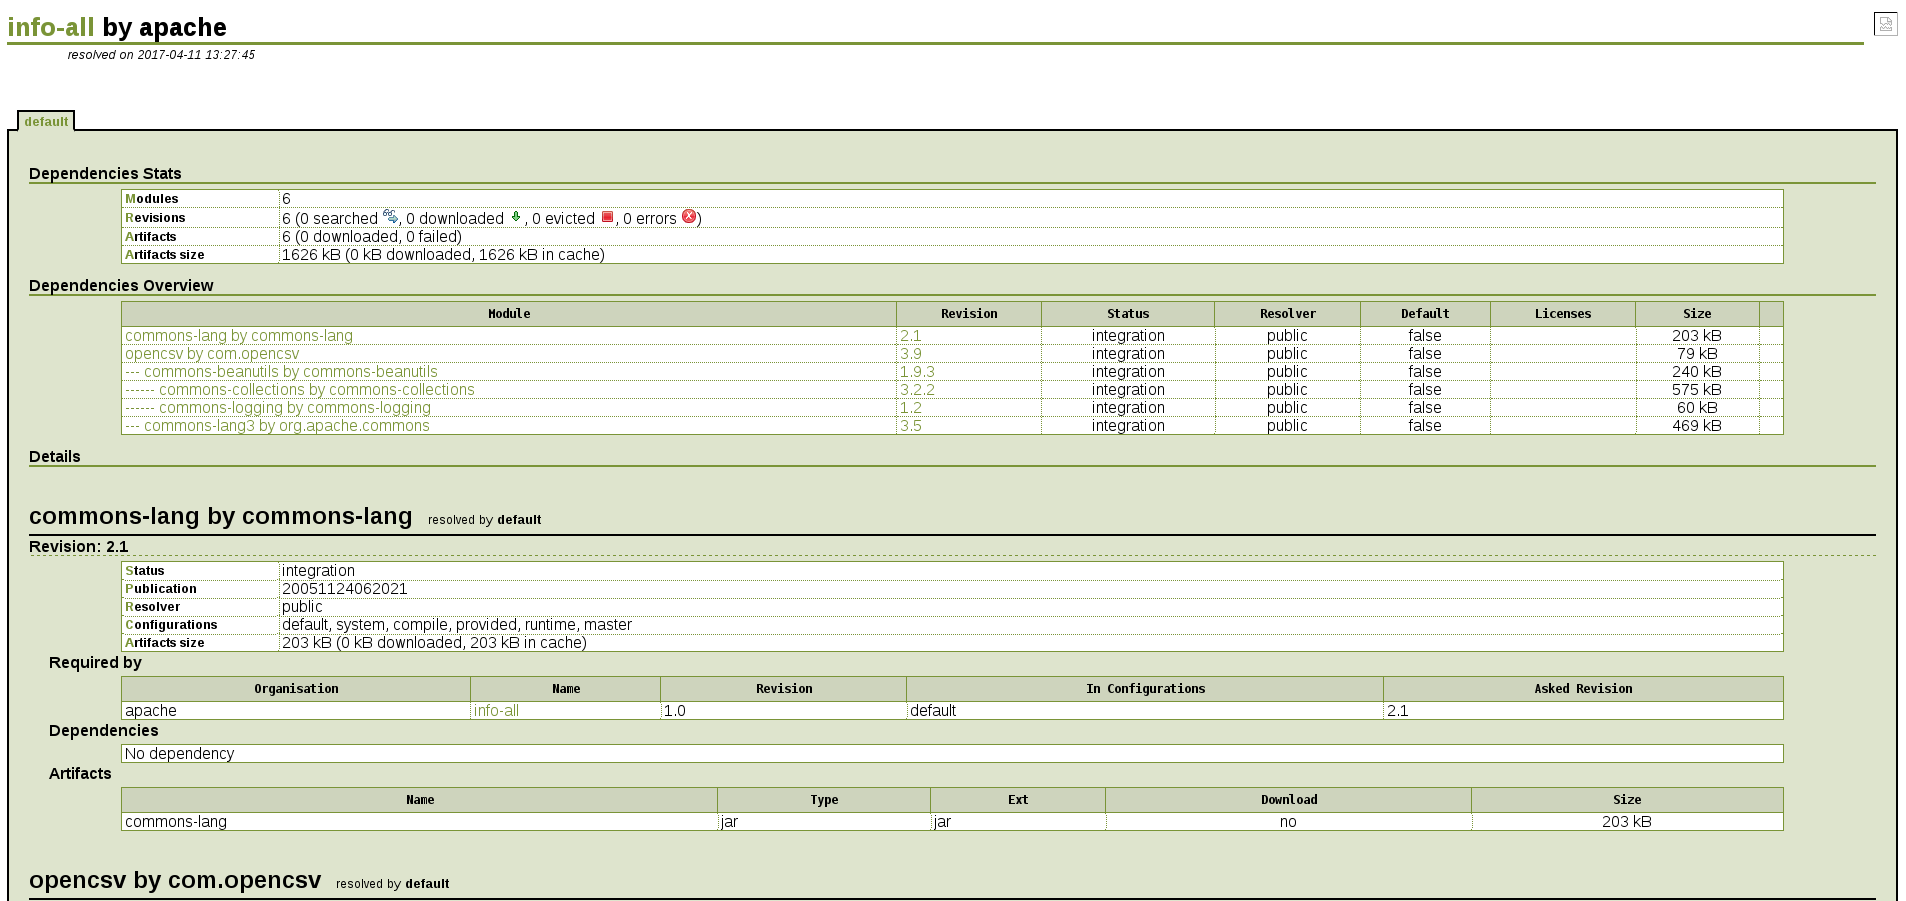 info-all by apache
resolved on 2017-04-11 13:27:45
default
Dependencies Stats
Modules 6
Revisions 6 (0 searched , 0 downloaded , 0 evicted , 0 errors )
Artifacts 6 (0 downloaded, 0 failed)
Artifacts size 1626 kB (0 kB downloaded, 1626 kB in cache)
Dependencies Overview
Module Revision Status Resolver Default Licenses Size
commons-lang by commons-lang 2.1 integration public false 203 kB
opencsv by com.opencsv 3.9 integration public false 79 kB
--- commons-beanutils by commons-beanutils 1.9.3 integration public false 240 kB
------ commons-collections by commons-collections 3.2.2 integration public false 575 kB
------ commons-logging by commons-logging 1.2 integration public false 60 kB
--- commons-lang3 by org.apache.commons 3.5 integration public false 469 kB
Details
commons-lang by commons-lang resolved by default
Revision: 2.1
Status integration
Publication 20051124062021
Resolver public
Configurations default, system, compile, provided, runtime, master
Artifacts size 203 kB (0 kB downloaded, 203 kB in cache)
Required by
Organisation Name Revision In Configurations Asked Revision
apache info-all 1.0 default 2.1
Dependencies
No dependency
Artifacts
Name Type Ext Download Size
commons-lang jar jar no 203 kB
opencsv by com.opencsv resolved by default